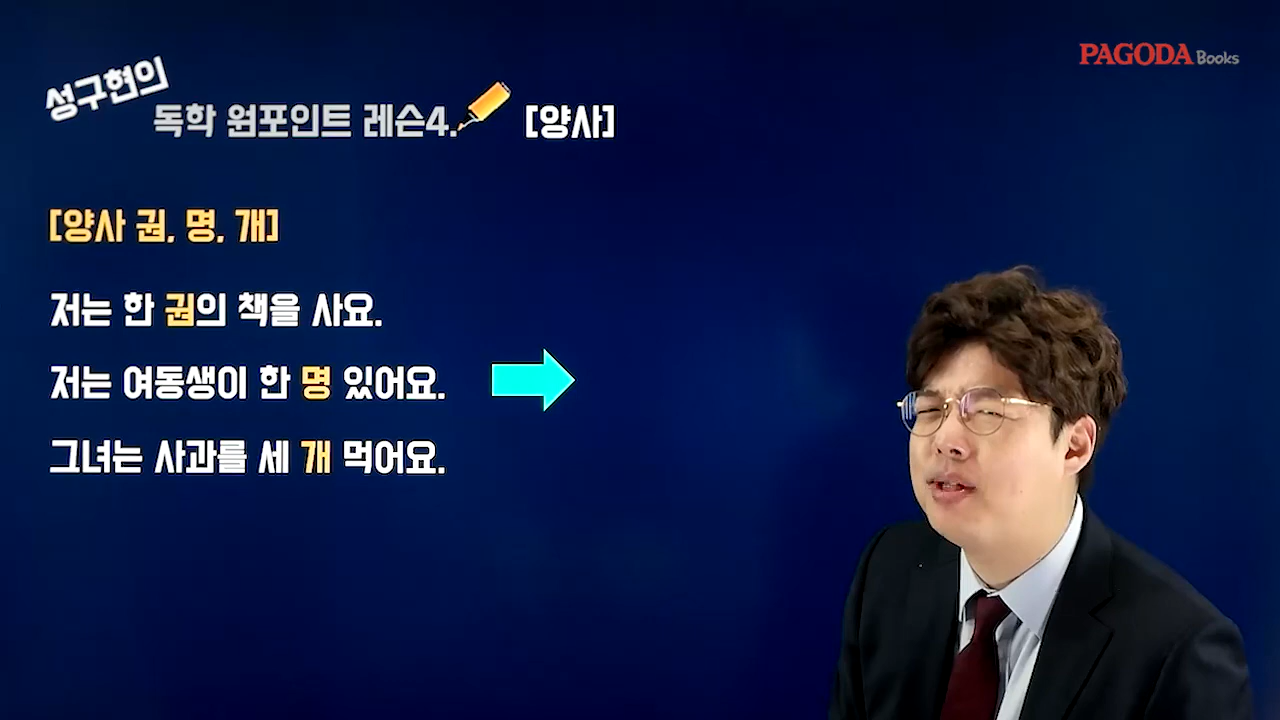 PAGODA Books
성구현의
독학 원포인트 레슨4. [양사]
[양사 권, 명, 개]
저는 한 권의 책을 사요.
저는 여동생이 한 명 있어요.
그녀는 사과를 세 개 먹어요.